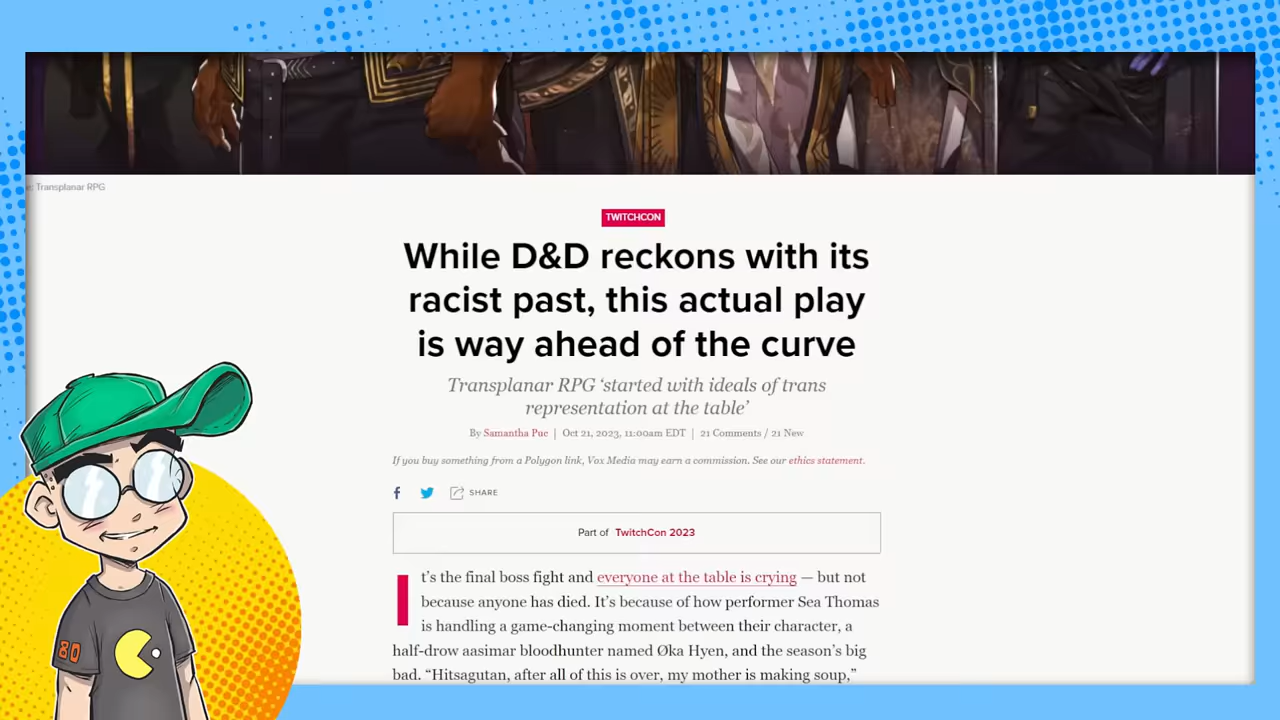 e: Transplanar RPG
TWITCHCON
While D&D reckons with its
racist past, this actual play
is way ahead of the curve
Transplanar RPG ‘started with ideals of trans
representation at the table’
By Samantha Puc | Oct 21, 2023, 11:00am EDT | 21 Comments / 21 New
If you buy something from a Polygon link, Vox Media may earn a commission. See our ethics statement.
f SHARE
Part of TwitchCon 2023
It’s the final boss fight and everyone at the table is crying — but not
because anyone has died. It’s because of how performer Sea Thomas
is handling a game-changing moment between their character, a
half-drow aasimar bloodhunter named Øka Hyen, and the season’s big
bad. “Hitsagutan, after all of this is over, my mother is making soup,”
80